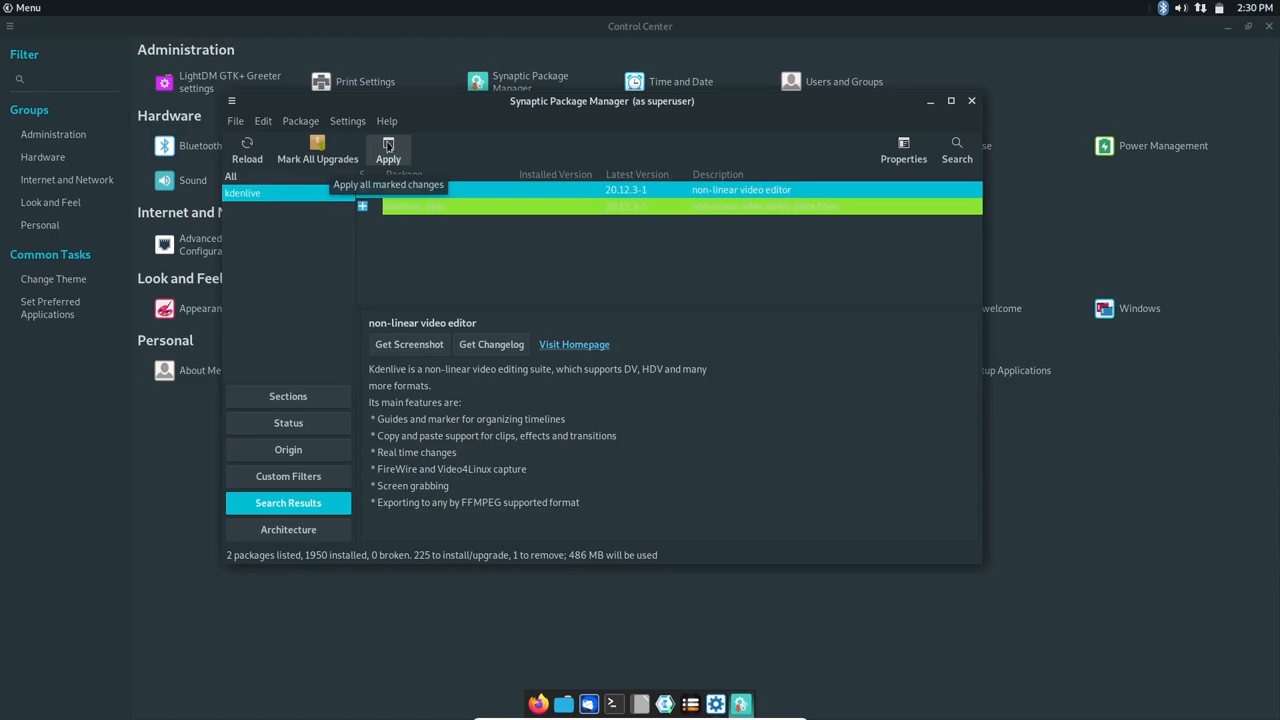 Menu
2:30 PM
Control Center
Filter
Groups
Administration
Hardware
Internet and Network
Look and Feel
Personal
Common Tasks
Change Theme
Set Preferred
Applications
Administration
LightDM GTK+ Greeter
settings
Print Settings
Synaptic Package
Manager
Time and Date
Users and Groups
Hardware
Bluetooth
Power Management
Sound
Internet and N
Advanced
Configura
Look and Feel
Appearan
welcome
Windows
Personal
About Me
up Applications
Synaptic Package Manager (as superuser)
File Edit Package Settings Help
Reload
Mark All Upgrades
Apply
Properties
Search
Apply all marked changes
All
kdenlive
S Package Installed Version Latest Version Description
20.12.3-1 non-linear video editor
20.12.3-1
non-linear video editor
Get Screenshot Get Changelog Visit Homepage
Kdenlive is a non-linear video editing suite, which supports DV, HDV and many
more formats.
Its main features are:
* Guides and marker for organizing timelines
* Copy and paste support for clips, effects and transitions
* Real time changes
* FireWire and Video4Linux capture
* Screen grabbing
* Exporting to any by FFMPEG supported format
Sections
Status
Origin
Custom Filters
Search Results
Architecture
2 packages listed, 1950 installed, 0 broken. 225 to install/upgrade, 1 to remove; 486 MB will be used